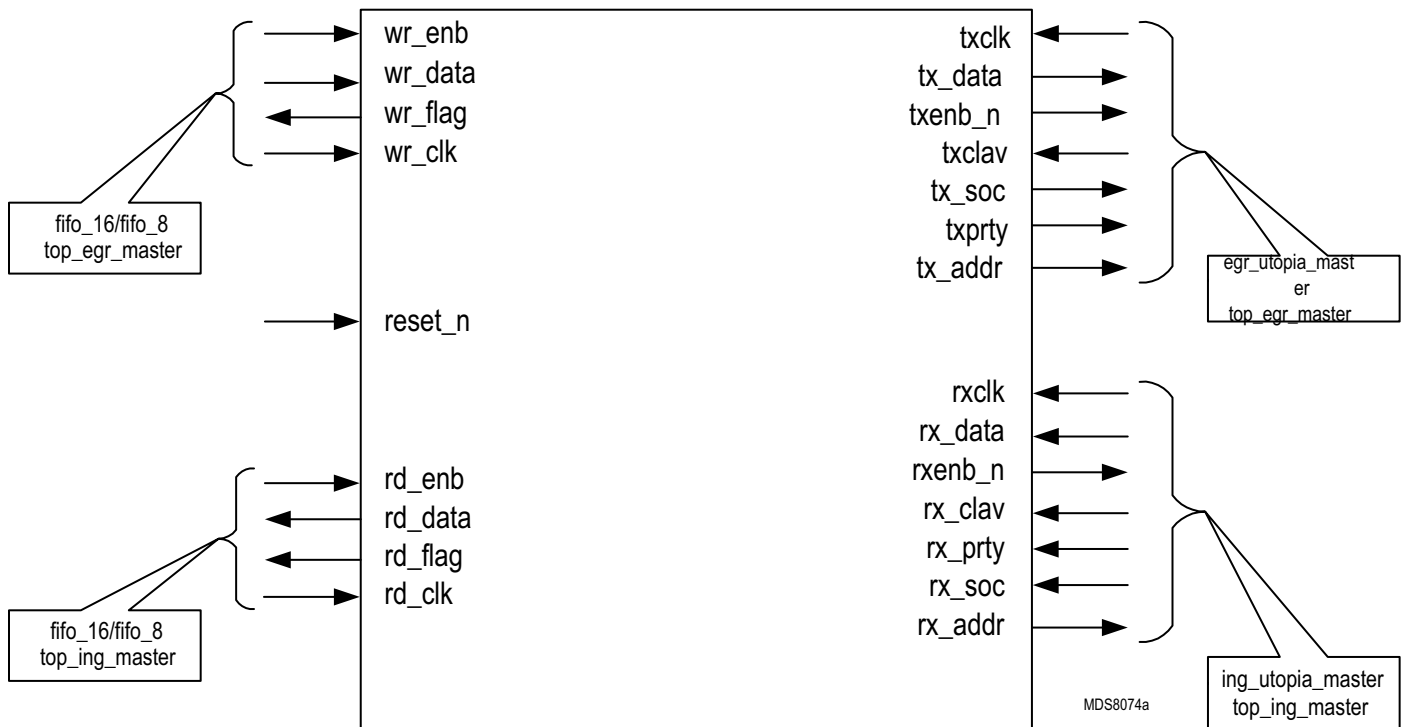 wr_enb
wr_data
wr_flag
wr_clk
fifo_16/fifo_8
top_egr_master
reset_n
rd_enb
rd_data
rd_flag
rd_clk
fifo_16/fifo_8
top_ing_master
txclk
tx_data
txenb_n
txclav
tx_soc
txprty
tx_addr
egr_utopia_mast
er
top_egr_master
rxclk
rx_data
rxenb_n
rx_clav
rx_prty
rx_soc
rx_addr
ing_utopia_master
top_ing_master
MDS8074a